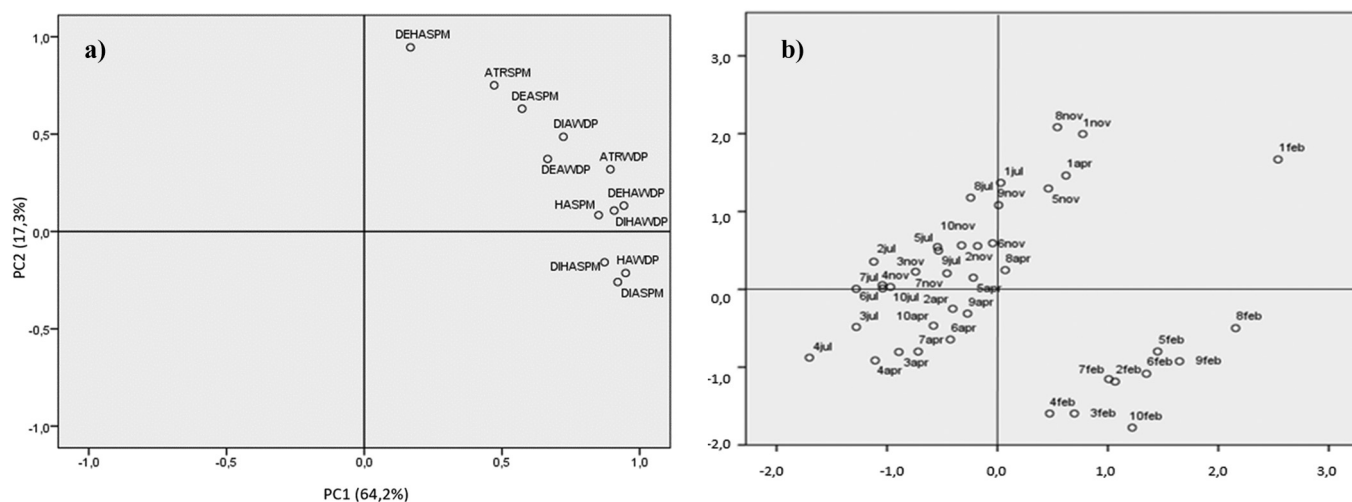 a)
1,0
0,5
0,0
-0,5
-1,0
PC2 (17,3%)
DEHASPM
ATRSPM
DEASPM
DIAWDP
DEAWDP
ATRWDP
DEHAWDP
HASPM
DIHAWDP
DIHASPM
HAWDP
DIASPM
-1,0 -0,5 0,0 0,5 1,0
PC1 (64,2%)
b)
3,0
2,0
1,0
0,0
-1,0
-2,0
8nov
1nov
1feb
1apr
1jul
8jul
9nov
5nov
10nov
5jul
6nov
2jul
3nov
9jul
2nov
8apr
7jul
4nov
7nov
5apr
6jul
10jul
2apr
9apr
3jul
10apr
6apr
4jul
7apr
3apr
4apr
8feb
5feb
6feb
9feb
7feb
2feb
4feb
3feb
10feb
-2,0 -1,0 0,0 1,0 2,0 3,0